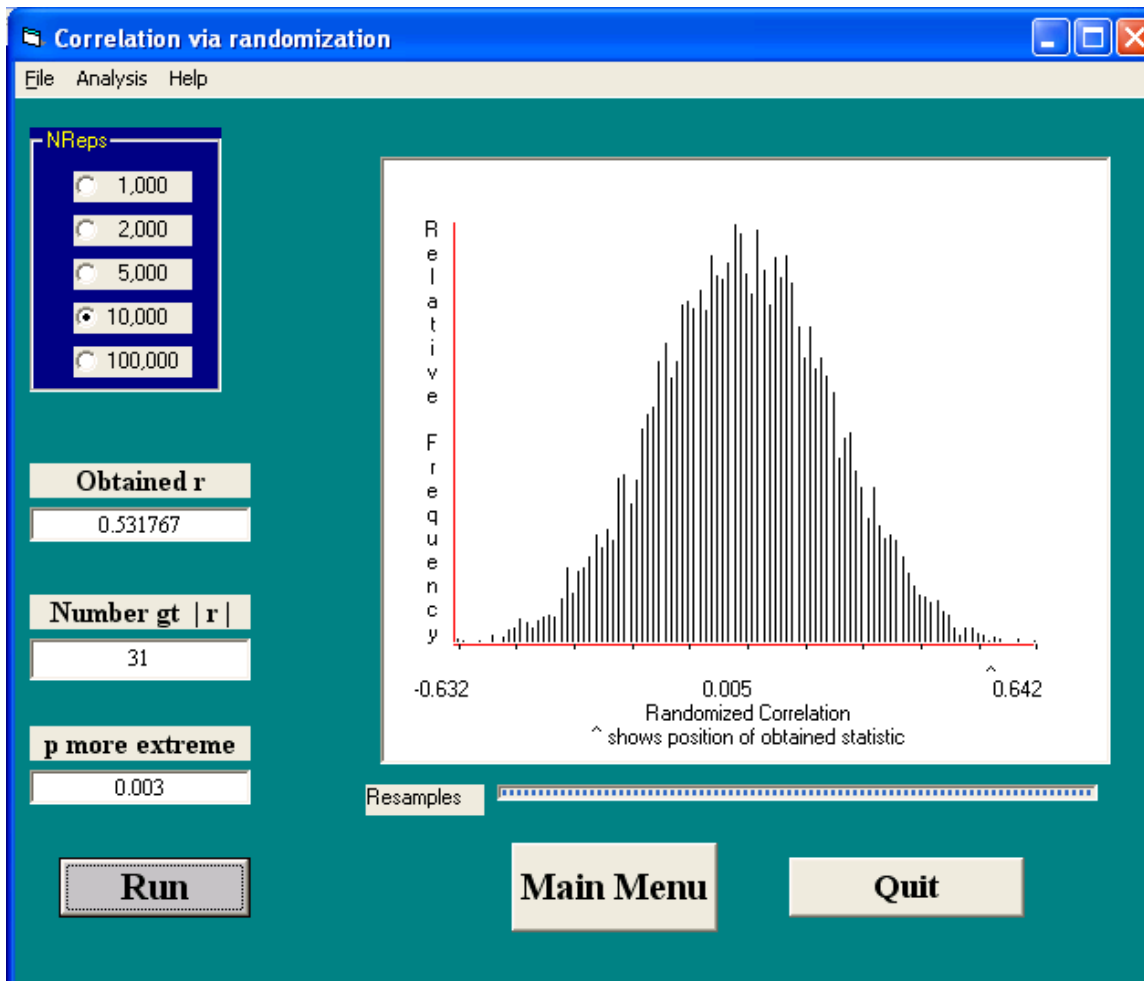 Correlation via randomization
File Analysis Help
NReps
1,000
2,000
5,000
10,000
100,000
Obtained r
0.531767
Number gt | r |
31
p more extreme
0.003
Run
Relative Frequency
-0.632 0.005 0.642
^
Randomized Correlation
^ shows position of obtained statistic
Resamples
Main Menu
Quit